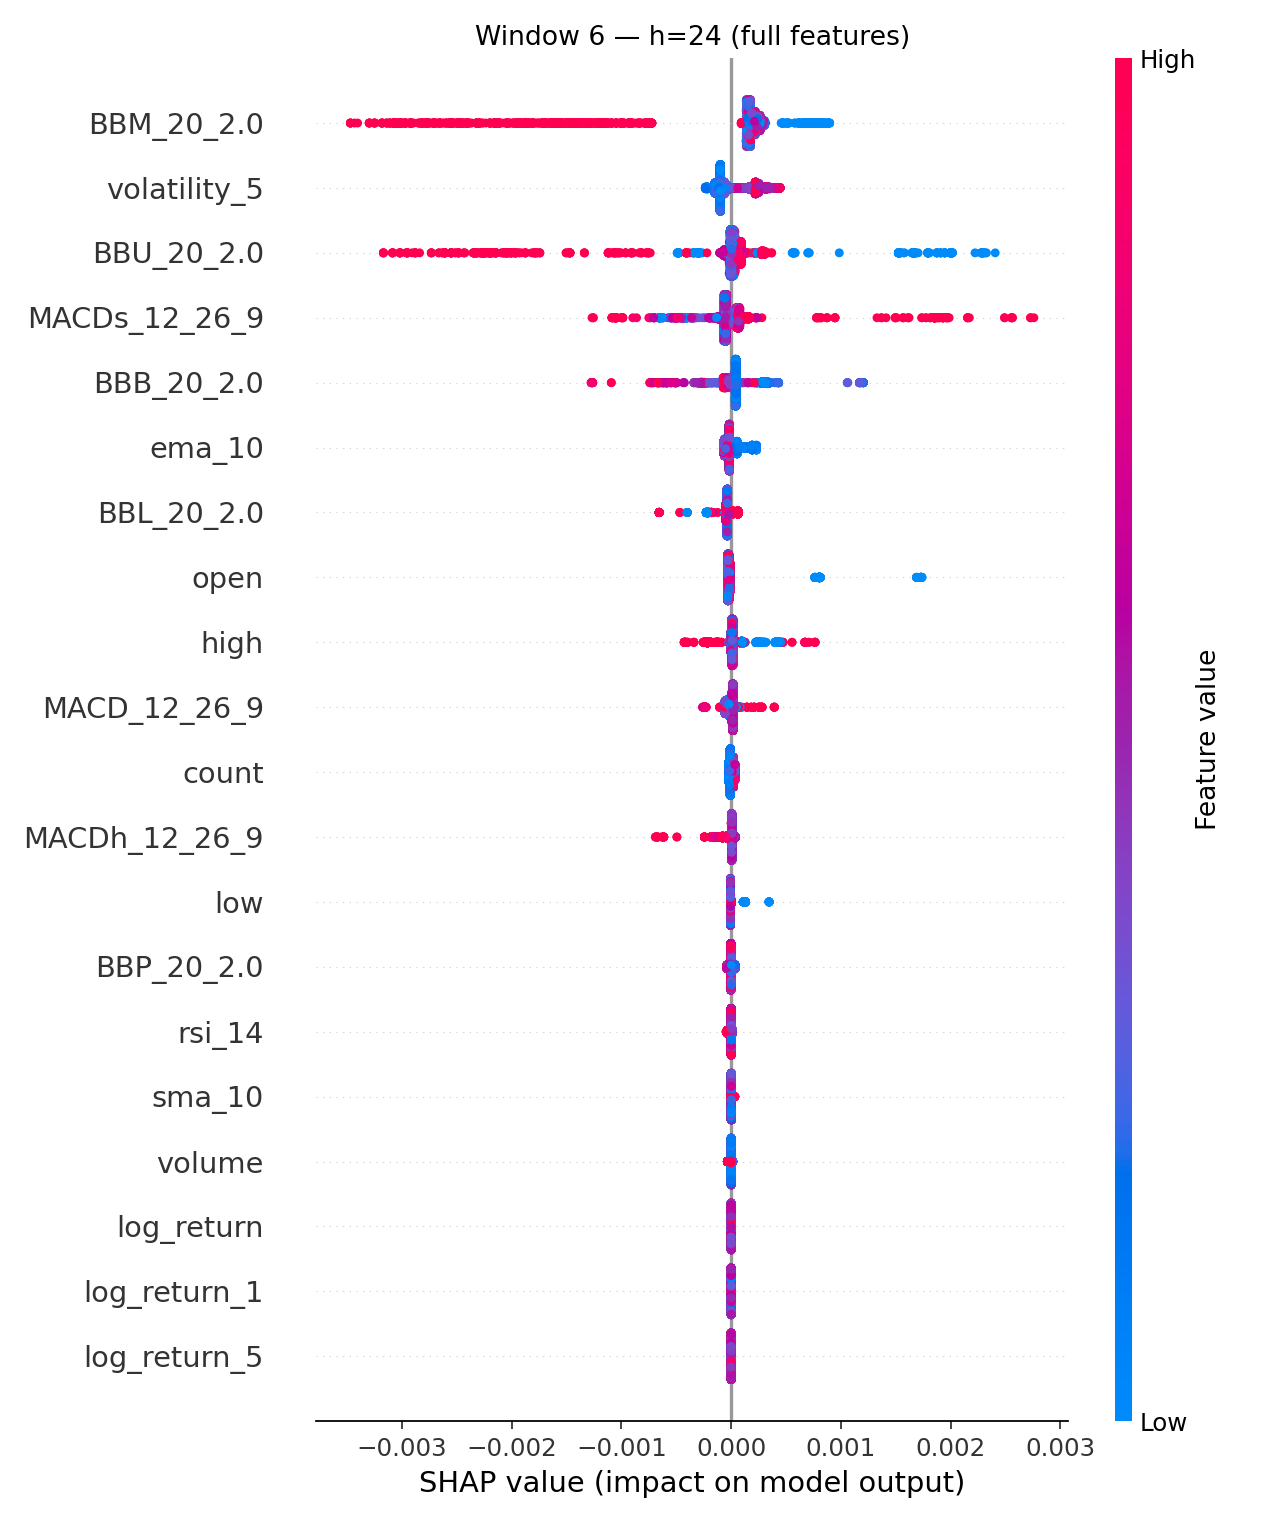 Window 6 — h=24 (full features)
High
BBM_20_2.0
volatility_5
BBU_20_2.0
MACDs_12_26_9
BBB_20_2.0
ema_10
BBL_20_2.0
open
high
MACD_12_26_9
count
MACDh_12_26_9
low
BBP_20_2.0
rsi_14
sma_10
volume
log_return
log_return_1
log_return_5
Feature value
Low
−0.003 −0.002 −0.001 0.000 0.001 0.002 0.003
SHAP value (impact on model output)